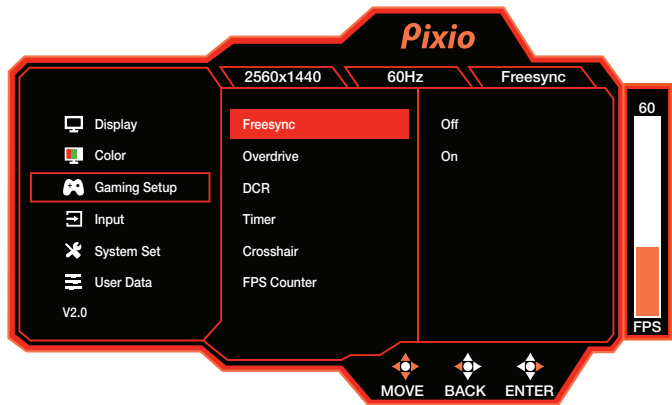 Pixio
2560x1440 60Hz Freesync
60
Display
Color
Gaming Setup
Input
System Set
User Data
V2.0
Freesync
Overdrive
DCR
Timer
Crosshair
FPS Counter
Off
On
FPS
MOVE BACK ENTER